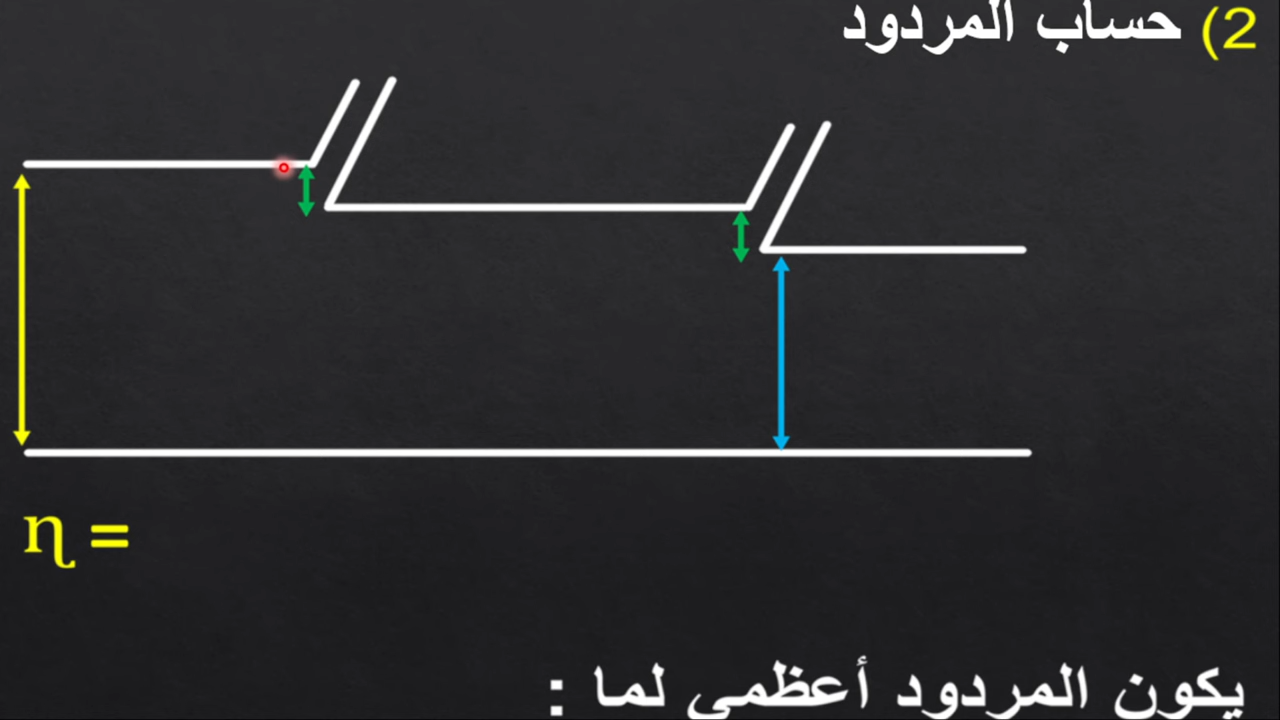 2) حساب المردود
η =
يكون المردود أعظمي لما :